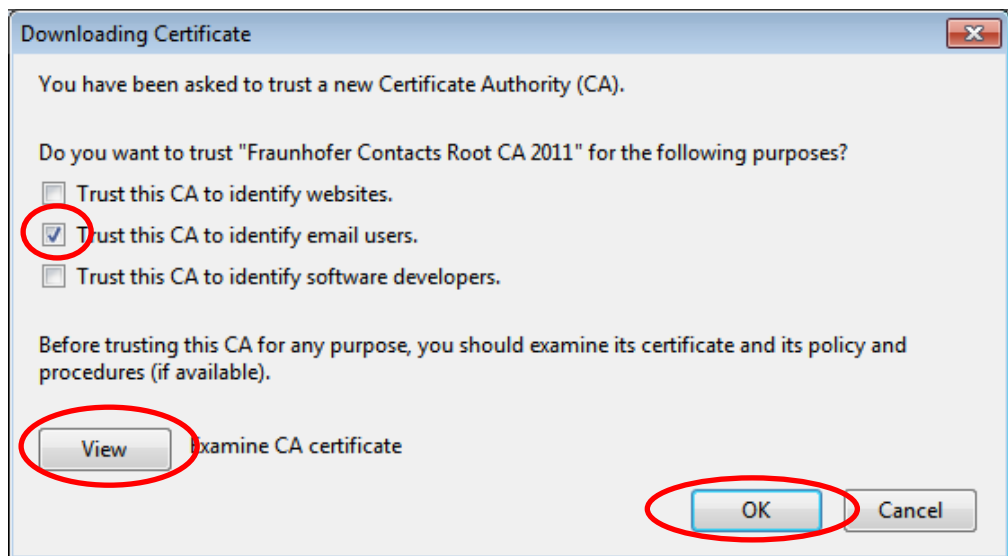 Downloading Certificate
You have been asked to trust a new Certificate Authority (CA).
Do you want to trust "Fraunhofer Contacts Root CA 2011" for the following purposes?
Trust this CA to identify websites.
Trust this CA to identify email users.
Trust this CA to identify software developers.
Before trusting this CA for any purpose, you should examine its certificate and its policy and
procedures (if available).
View Examine CA certificate
OK Cancel